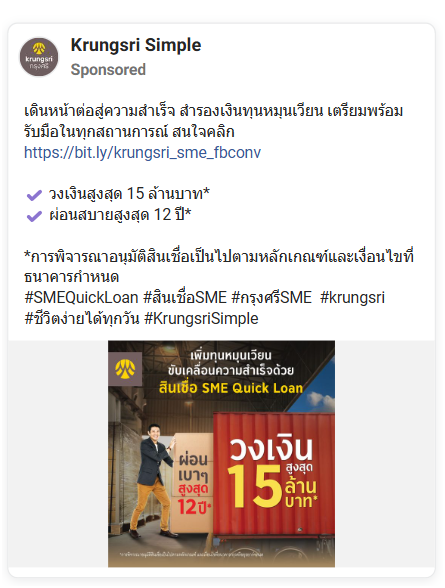 Krungsri Simple
Sponsored
krungsri
กรุงศรี
เดินหน้าต่อสู่ความสำเร็จ สำรองเงินทุนหมุนเวียน เตรียมพร้อม
รับมือในทุกสถานการณ์ สนใจคลิก
https://bit.ly/krungsri_sme_fbconv
วงเงินสูงสุด 15 ล้านบาท*
ผ่อนสบายสูงสุด 12 ปี*
*การพิจารณาอนุมัติสินเชื่อเป็นไปตามหลักเกณฑ์และเงื่อนไขที่
ธนาคารกำหนด
#SMEQuickLoan #สินเชื่อSME #กรุงศรีSME #krungsri
#ชีวิตง่ายได้ทุกวัน #KrungsriSimple
เพิ่มทุนหมุนเวียน
ขับเคลื่อนความสำเร็จด้วย
สินเชื่อ SME Quick Loan
ผ่อน
เบาๆ
สูงสุด
12 ปี*
วงเงิน
สูงสุด
15 ล้าน
บาท*